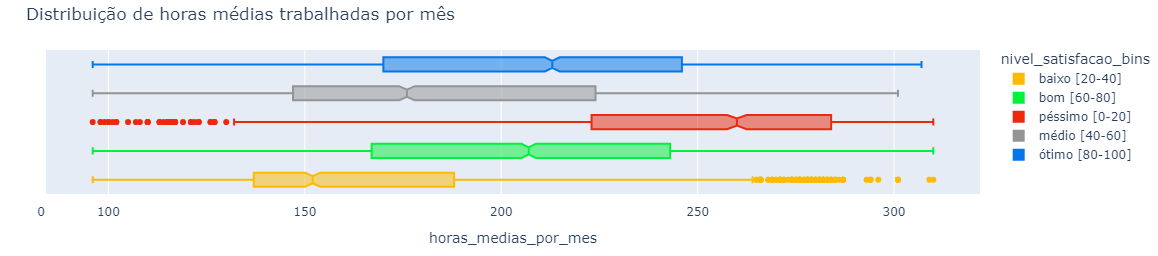 Distribuição de horas médias trabalhadas por mês
nivel_satisfacao_bins
baixo [20-40]
bom [60-80]
péssimo [0-20]
médio [40-60]
ótimo [80-100]
0 100 150 200 250 300
horas_medias_por_mes